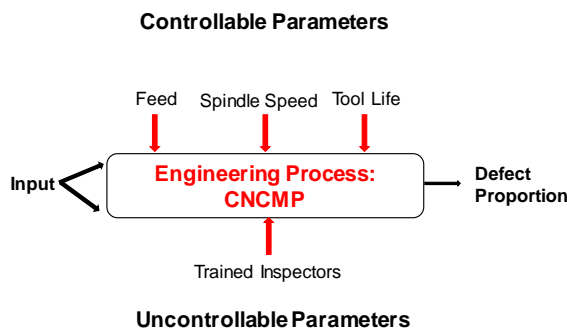 Controllable Parameters
Feed
Spindle Speed
Tool Life
Input
Engineering Process:
CNCMP
Defect
Proportion
Trained Inspectors
Uncontrollable Parameters